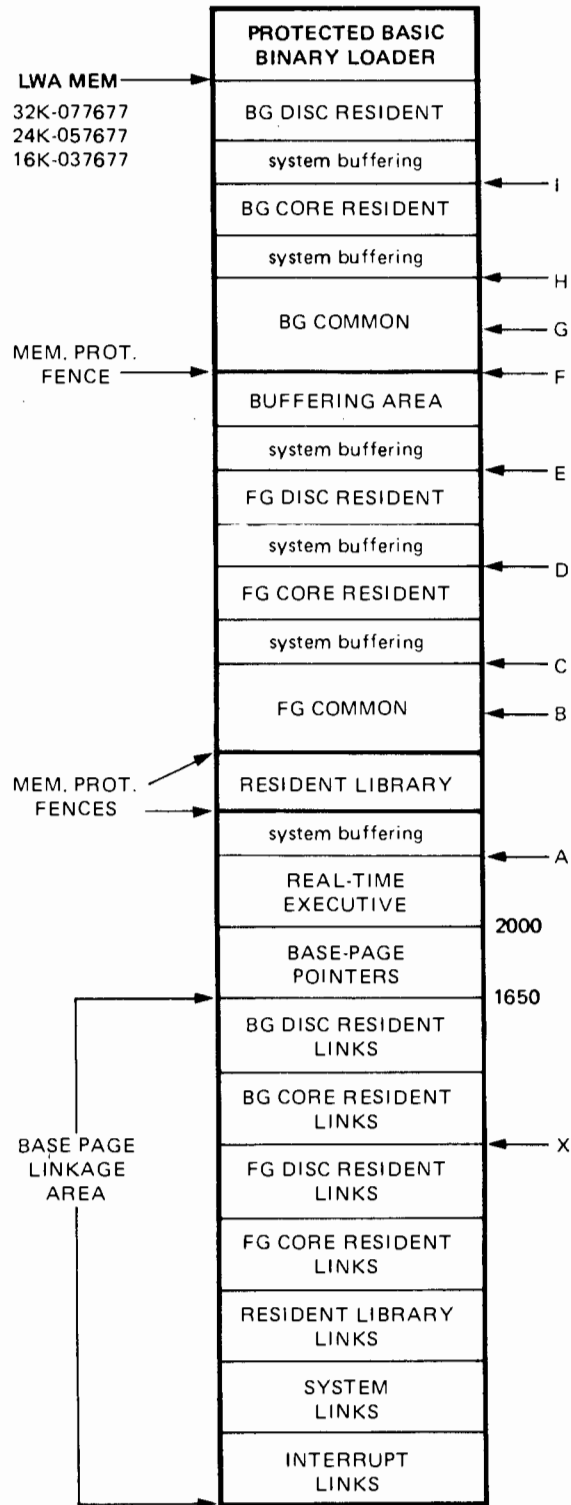 PROTECTED BASIC
BINARY LOADER
LWA MEM
32K-077677
24K-057677
16K-037677
BG DISC RESIDENT
system buffering
I
BG CORE RESIDENT
system buffering
H
BG COMMON
G
MEM. PROT.
FENCE
F
BUFFERING AREA
system buffering
E
FG DISC RESIDENT
system buffering
D
FG CORE RESIDENT
system buffering
C
FG COMMON
B
MEM. PROT.
FENCES
RESIDENT LIBRARY
system buffering
A
REAL-TIME
EXECUTIVE
2000
BASE-PAGE
POINTERS
1650
BG DISC RESIDENT
LINKS
BG CORE RESIDENT
LINKS
X
BASE PAGE
LINKAGE
AREA
FG DISC RESIDENT
LINKS
FG CORE RESIDENT
LINKS
RESIDENT LIBRARY
LINKS
SYSTEM
LINKS
INTERRUPT
LINKS